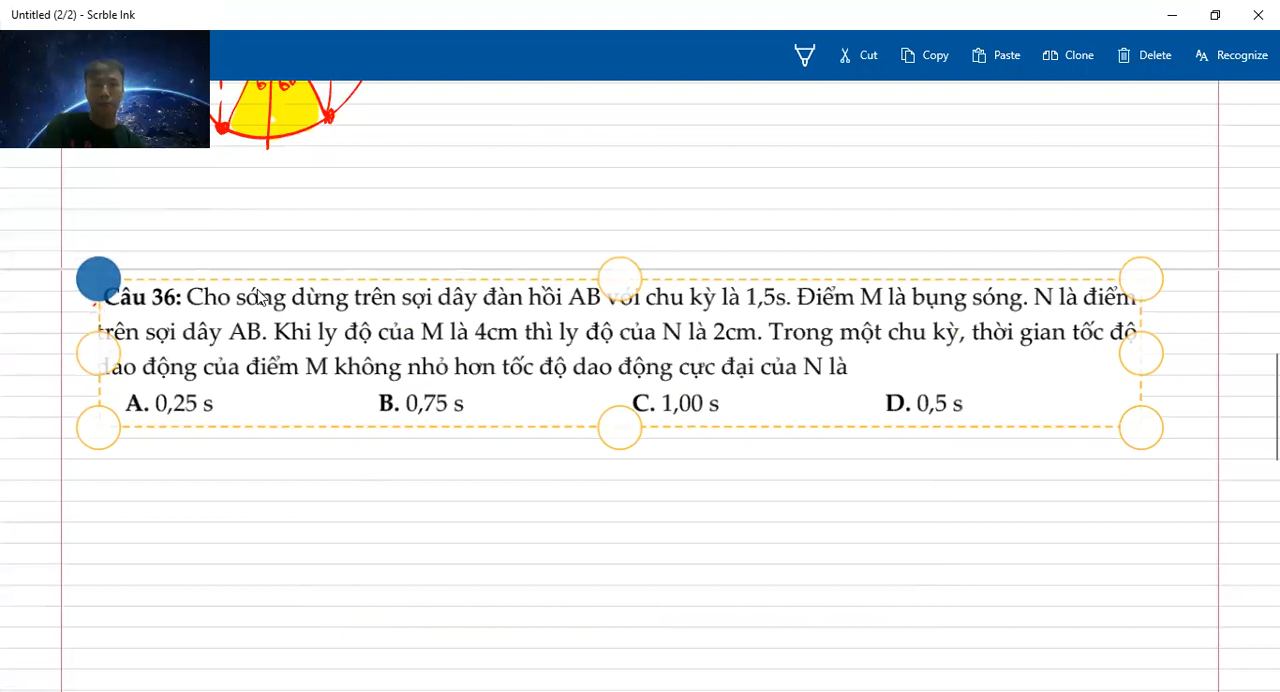 Untitled (2/2) - Scrble Ink
Cut Copy Paste Clone Delete Recognize
Câu 36: Cho sóng dừng trên sợi dây đàn hồi AB với chu kỳ là 1,5s. Điểm M là bụng sóng. N là điểm
trên sợi dây AB. Khi ly độ của M là 4cm thì ly độ của N là 2cm. Trong một chu kỳ, thời gian tốc độ
dao động của điểm M không nhỏ hơn tốc độ dao động cực đại của N là
A. 0,25 s B. 0,75 s C. 1,00 s D. 0,5 s